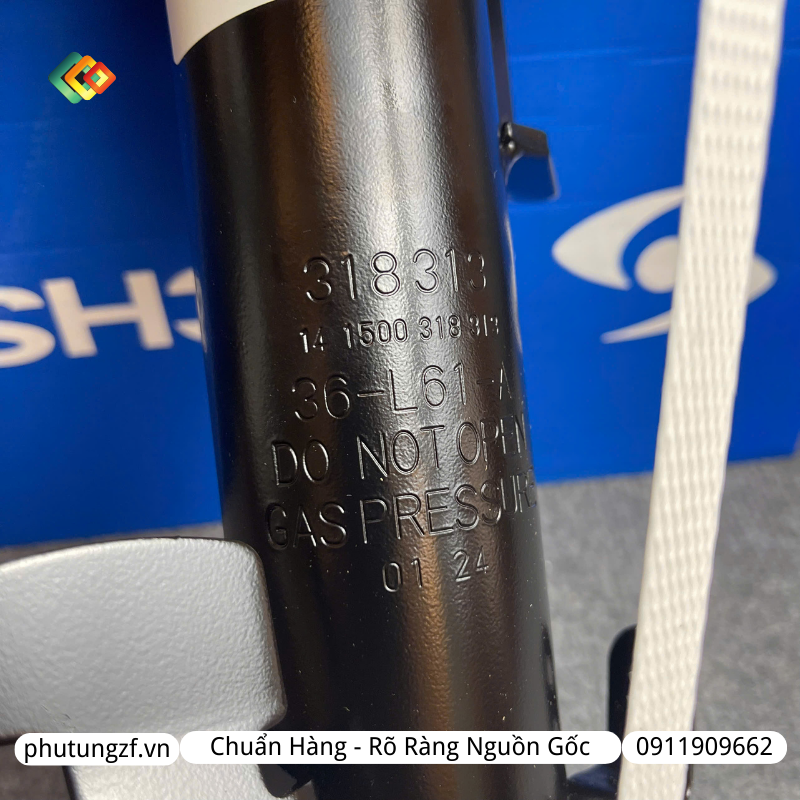 318313
14 1500 318 313
36-L61-A
DO NOT OPEN
GAS PRESSURE
01 24
phutungzf.vn
Chuẩn Hàng - Rõ Ràng Nguồn Gốc
0911909662